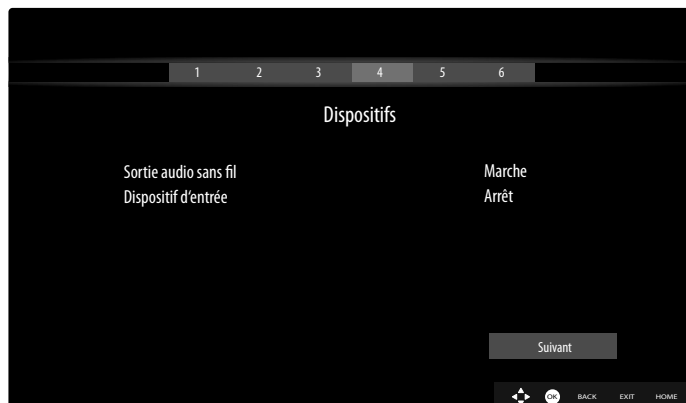 1 2 3 4 5 6
Dispositifs
Sortie audio sans fil Marche
Dispositif d’entrée Arrêt
Suivant
OK BACK EXIT HOME